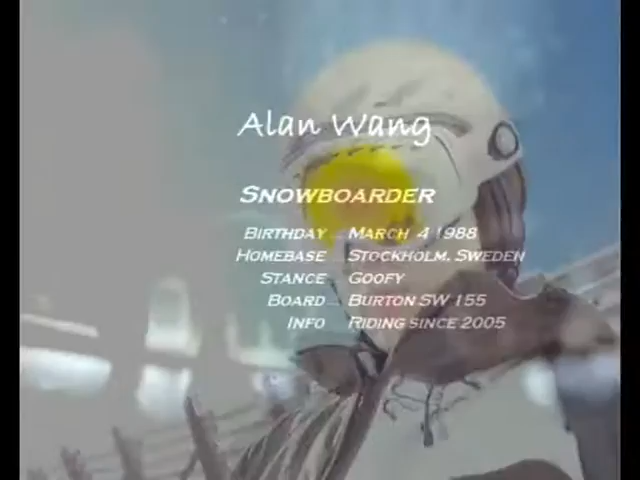 Alan Wang
SNOWBOARDER
BIRTHDAY ... MARCH 4 1988
HOMEBASE ... STOCKHOLM, SWEDEN
STANCE ... GOOFY
BOARD ... BURTON SW 155
INFO ... RIDING SINCE 2005